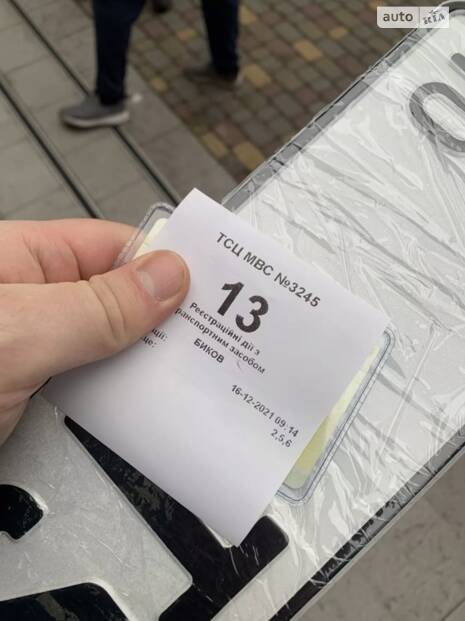 auto RIA
ТСЦ МВС №3245
13
Реєстраційні дії з
транспортним засобом
БИКОВ
16-12-2021 09:14
2,5,6